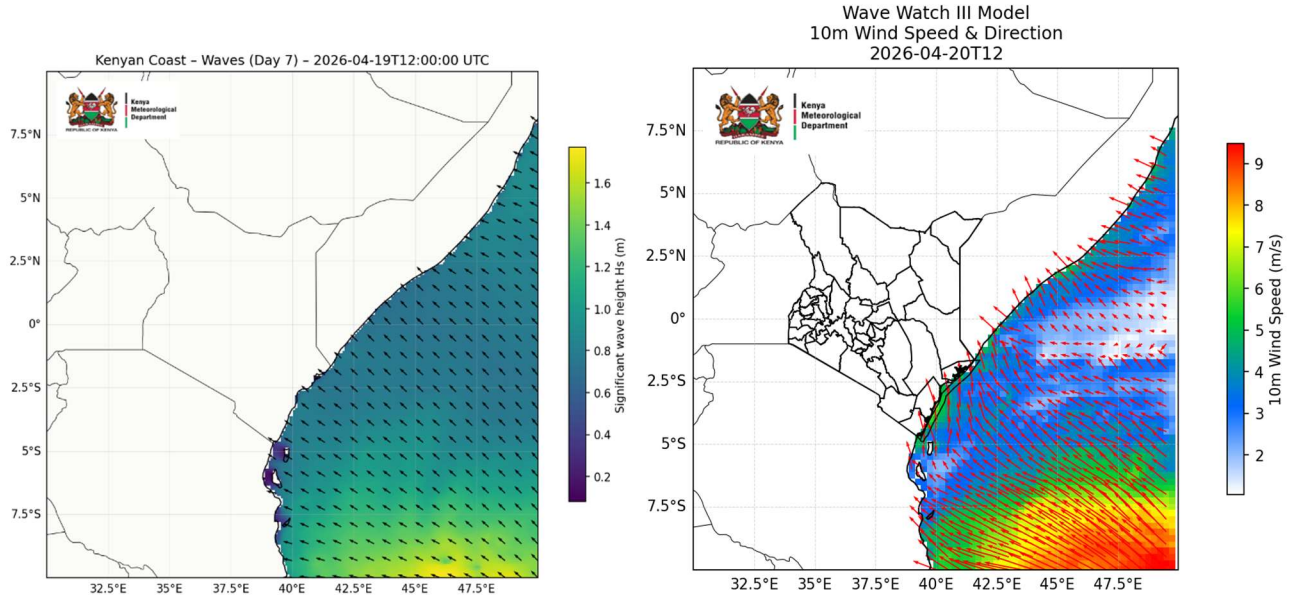 Kenyan Coast – Waves (Day 7) – 2026-04-19T12:00:00 UTC
Kenya
Meteorological
Department
REPUBLIC OF KENYA
7.5°N
5°N
2.5°N
0°
2.5°S
5°S
7.5°S
32.5°E 35°E 37.5°E 40°E 42.5°E 45°E 47.5°E
1.6
1.4
1.2
1.0
0.8
0.6
0.4
0.2
Significant wave height Hs (m)
Wave Watch III Model
10m Wind Speed & Direction
2026-04-20T12
Kenya
Meteorological
Department
REPUBLIC OF KENYA
7.5°N
5°N
2.5°N
0°
2.5°S
5°S
7.5°S
32.5°E 35°E 37.5°E 40°E 42.5°E 45°E 47.5°E
9
8
7
6
5
4
3
2
10m Wind Speed (m/s)